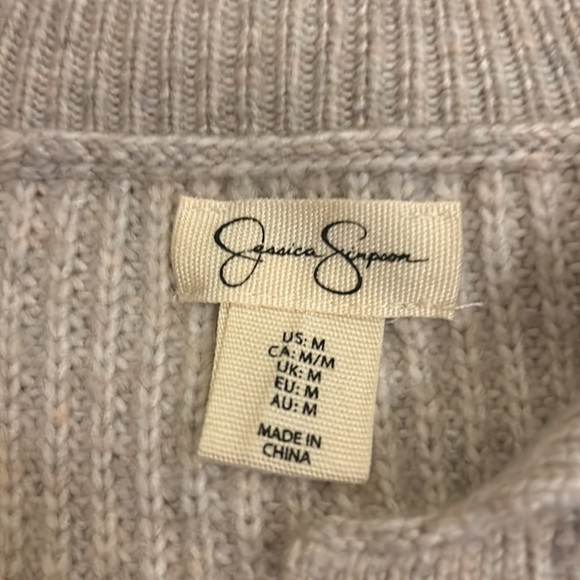 Jessica Simpson
US: M
CA: M/M
UK: M
EU: M
AU: M
MADE IN
CHINA